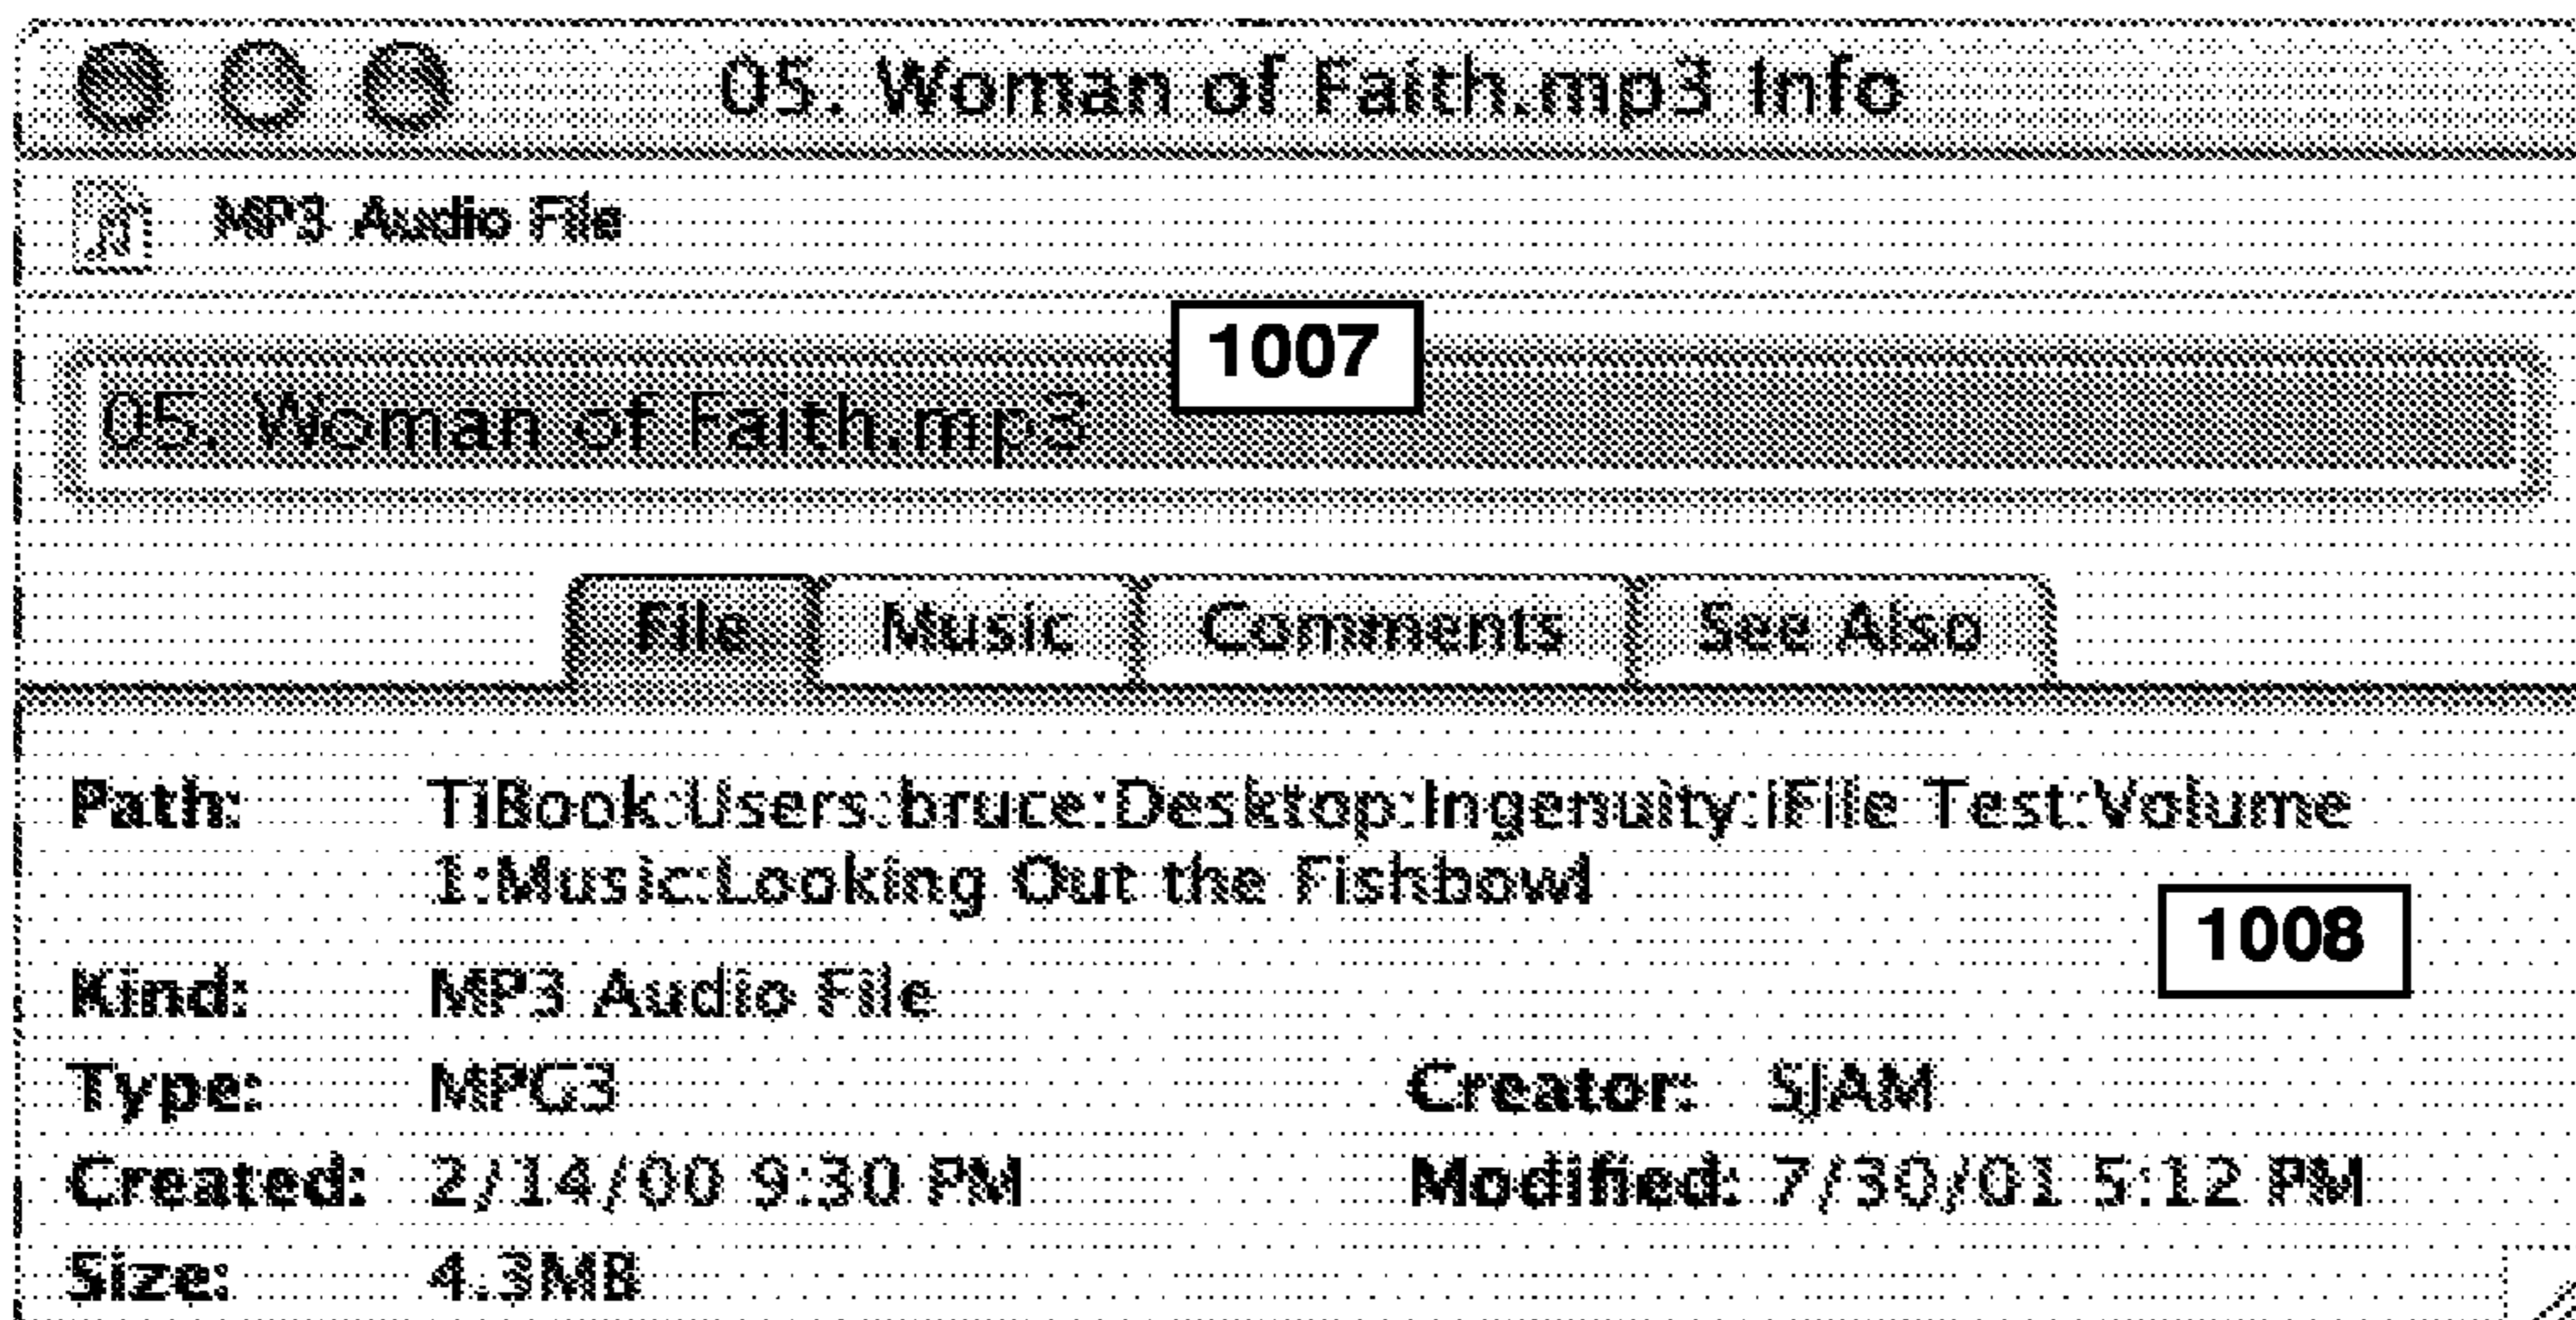 05. Woman of Faith.mp3 Info
MP3 Audio File
1007
05. Woman of Faith.mp3
File Music Comments See Also
Path: TiBook:Users:bruce:Desktop:Ingenuity:iFile Test:Volume
1:Music:Looking Out the Fishbowl
1008
Kind: MP3 Audio File
Type: MPG3 Creator: SJAM
Created: 2/14/00 9:30 PM Modified: 7/30/01 5:12 PM
Size: 4.3MB